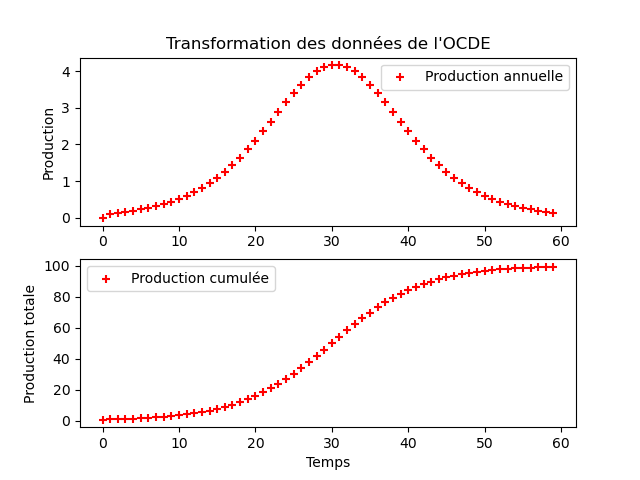 Transformation des données de l'OCDE
Production annuelle
Production
4
3
2
1
0
0 10 20 30 40 50 60
Production cumulée
Production totale
100
80
60
40
20
0
0 10 20 30 40 50 60
Temps